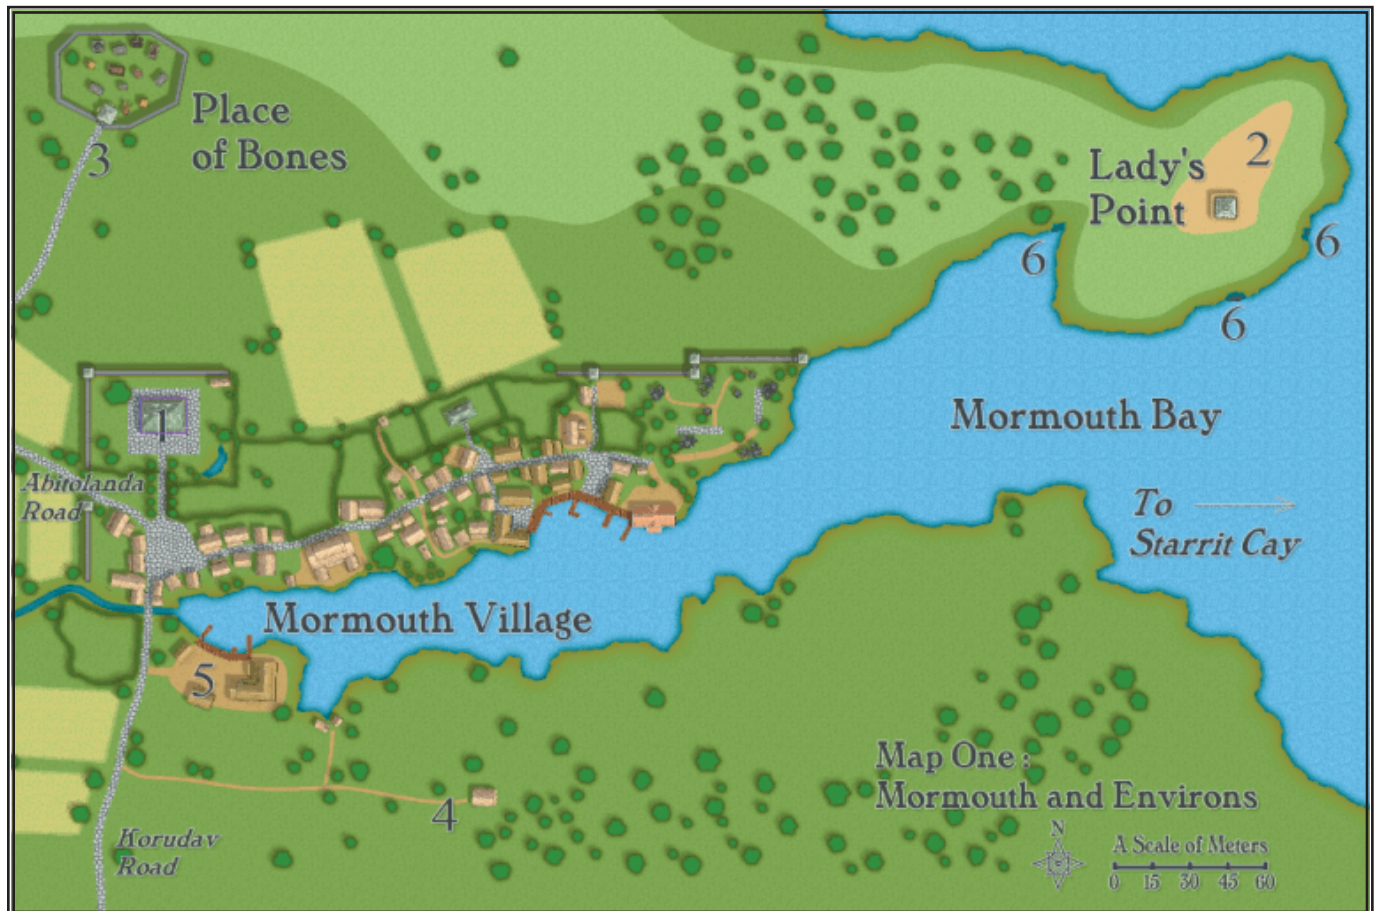 Place
of Bones
3
Lady's
Point
2
6
6
6
1
Mormouth Bay
Abitolanda
Road
To
Starrit Cay
Mormouth Village
5
4
Map One :
Mormouth and Environs
Korudav
Road
N
A Scale of Meters
0 15 30 45 60